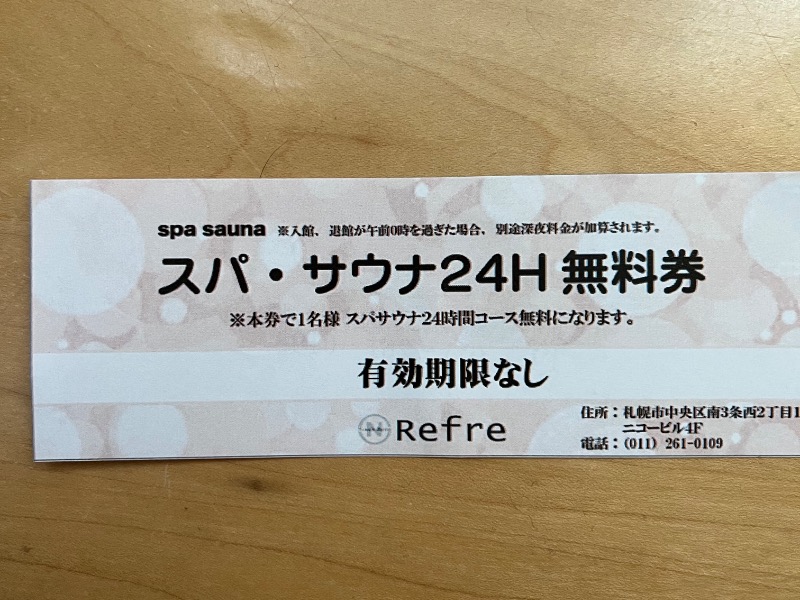 spa sauna ※入館、退館が午前0時を過ぎた場合、別途深夜料金が加算されます。
スパ・サウナ24H 無料券
※本券で1名様 スパサウナ24時間コース無料になります。
有効期限なし
Refre
住所:札幌市中央区南3条西2丁目1
ニコービル4F
電話:(011) 261-0109